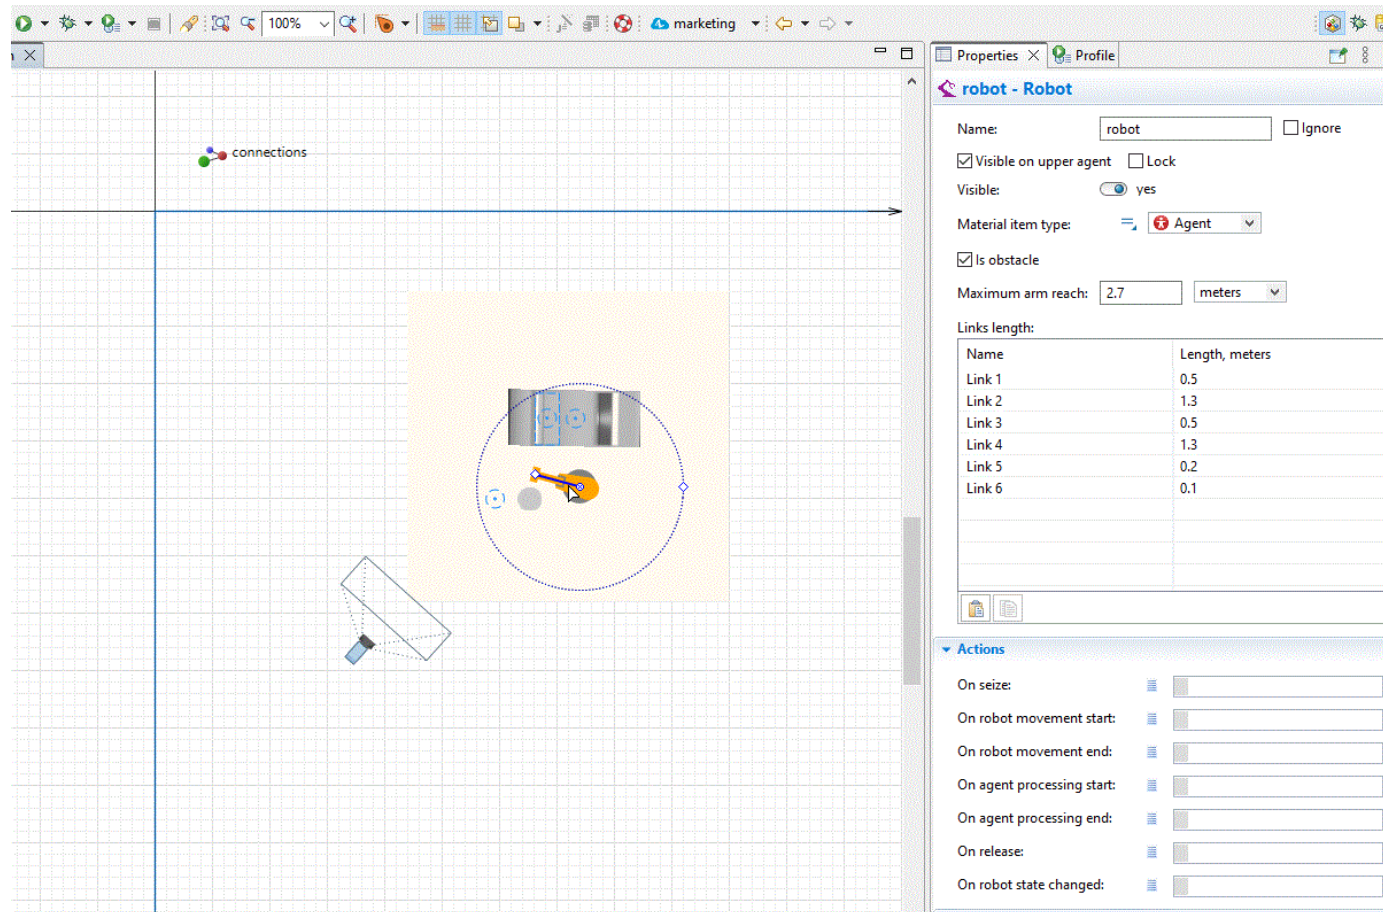 100%
marketing
Properties
Profile
connections
robot - Robot
Name: robot Ignore
Visible on upper agent Lock
Visible: yes
Material item type: Agent
Is obstacle
Maximum arm reach: 2.7 meters
Links length:
Name Length, meters
Link 1 0.5
Link 2 1.3
Link 3 0.5
Link 4 1.3
Link 5 0.2
Link 6 0.1
Actions
On seize:
On robot movement start:
On robot movement end:
On agent processing start:
On agent processing end:
On release:
On robot state changed: